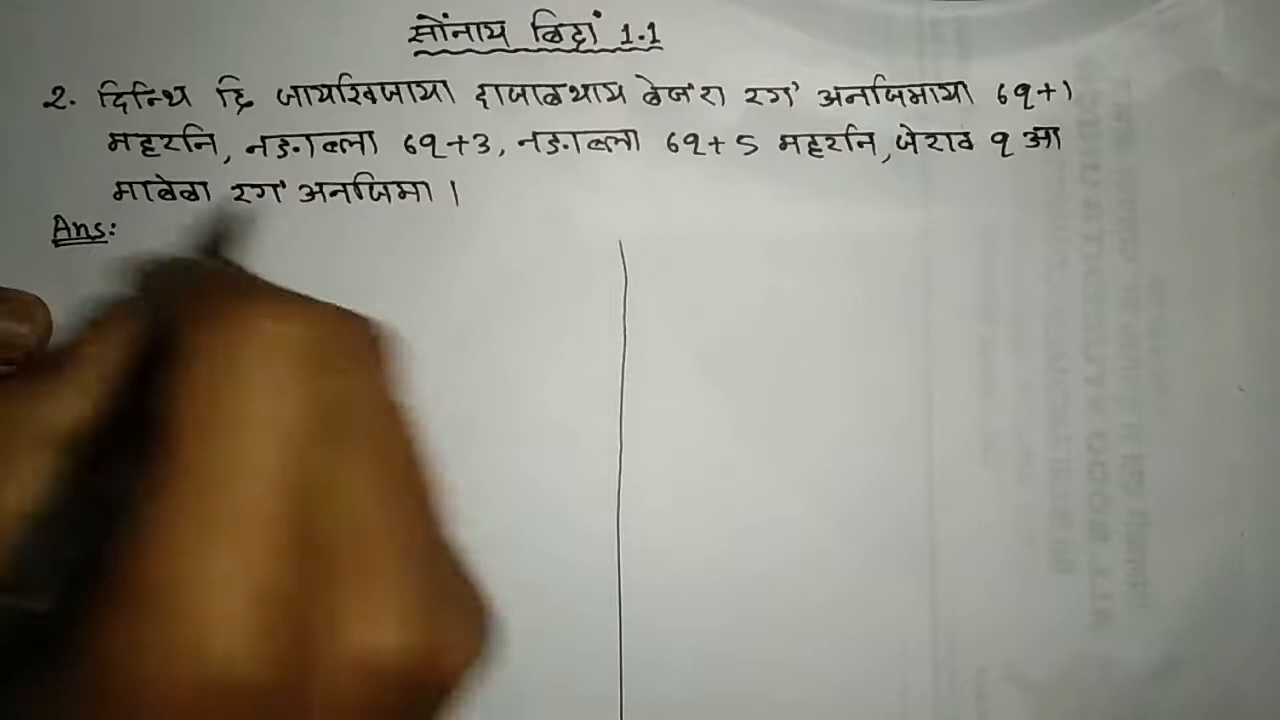 सोंनाय बिदां 1.1
2. दिन्थि दि जायखिजाया दाजाबथाय बेजरा रग' अनजिमाया 6q+1
महरनि, नङाब्ला 6q+3, नङाब्ला 6q+5 महरनि, जेराव q आ
माबेबा रग' अनजिमा ।
Ans: